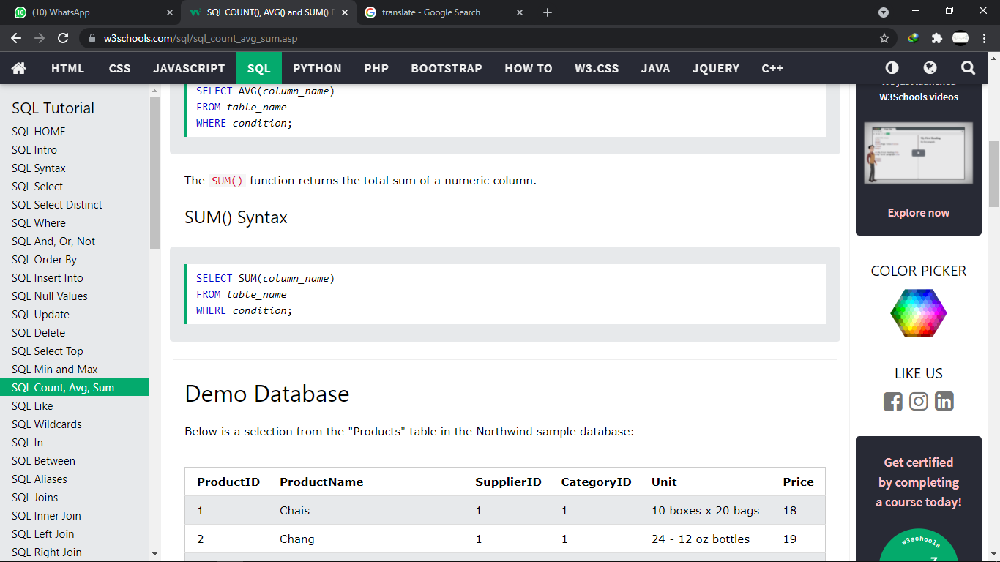 (10) WhatsApp
SQL COUNT(), AVG() and SUM() F
translate - Google Search
w3schools.com/sql/sql_count_avg_sum.asp
HTML CSS JAVASCRIPT SQL PYTHON PHP BOOTSTRAP HOW TO W3.CSS JAVA JQUERY C++
SQL Tutorial
SQL HOME
SQL Intro
SQL Syntax
SQL Select
SQL Select Distinct
SQL Where
SQL And, Or, Not
SQL Order By
SQL Insert Into
SQL Null Values
SQL Update
SQL Delete
SQL Select Top
SQL Min and Max
SQL Count, Avg, Sum
SQL Like
SQL Wildcards
SQL In
SQL Between
SQL Aliases
SQL Joins
SQL Inner Join
SQL Left Join
SQL Right Join
SELECT AVG(column_name)
FROM table_name
WHERE condition;
The SUM() function returns the total sum of a numeric column.
SUM() Syntax
SELECT SUM(column_name)
FROM table_name
WHERE condition;
Demo Database
Below is a selection from the "Products" table in the Northwind sample database:
ProductID ProductName SupplierID CategoryID Unit Price
1 Chais 1 1 10 boxes x 20 bags 18
2 Chang 1 1 24 - 12 oz bottles 19
W3Schools videos
Explore now
COLOR PICKER
LIKE US
Get certified
by completing
a course today!
w3schools